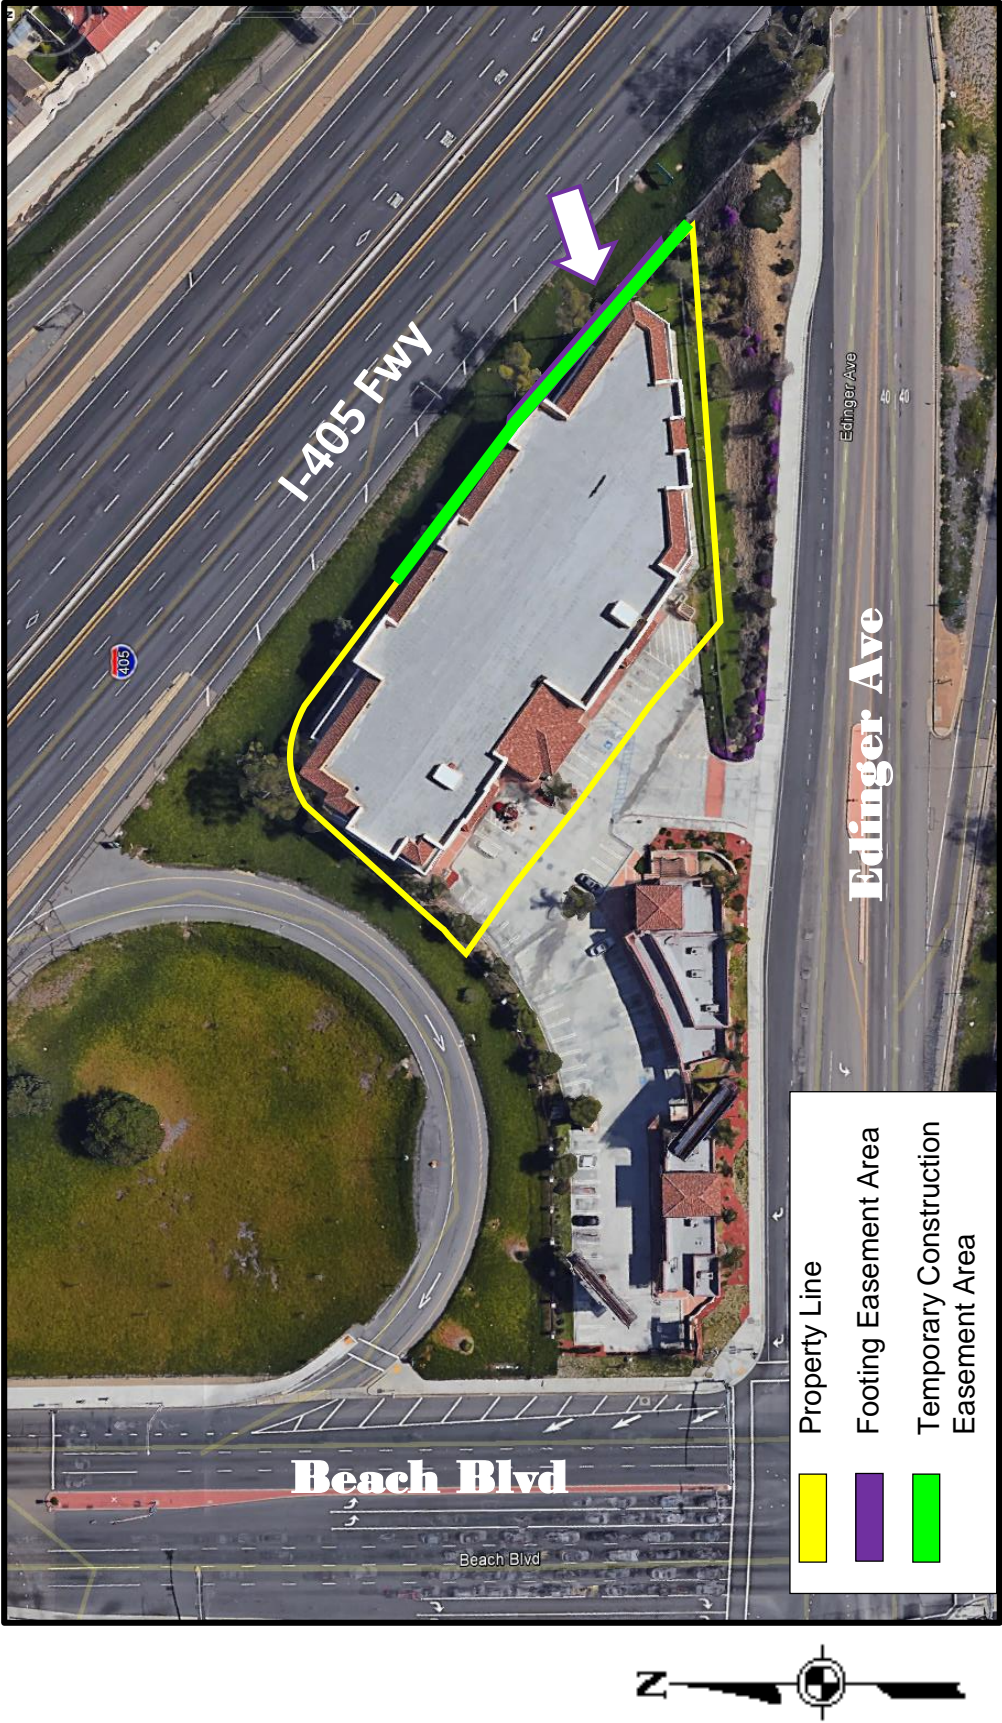 I-405 Fwy
405
Edinger Ave
40 40
Edinger Ave
Beach Blvd
Beach Blvd
Property Line
Footing Easement Area
Temporary Construction
Easement Area
N
N